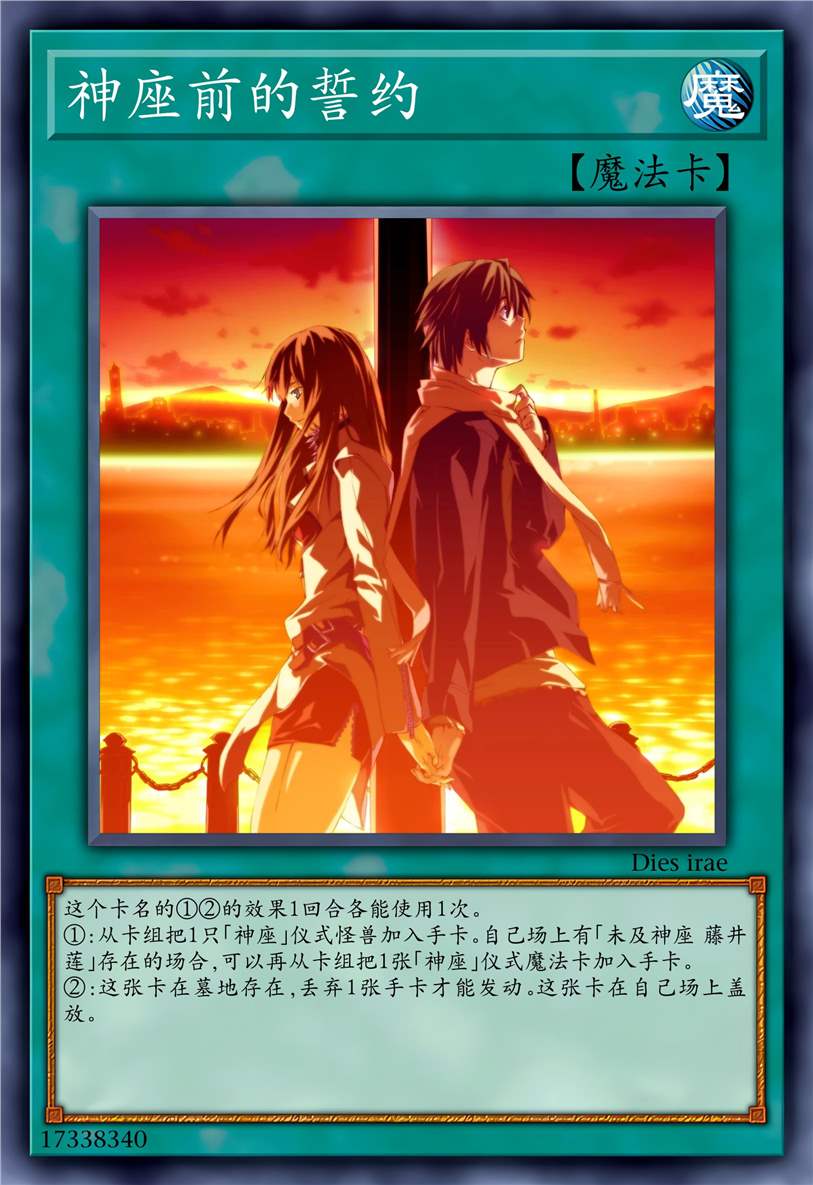 神座前的誓约
魔
【魔法卡】
Dies irae
这个卡名的①②的效果1回合各能使用1次。
①:从卡组把1只「神座」仪式怪兽加入手卡。自己场上有「未及神座 藤井
莲」存在的场合,可以再从卡组把1张「神座」仪式魔法卡加入手卡。
②:这张卡在墓地存在,丢弃1张手卡才能发动。这张卡在自己场上盖
放。
17338340